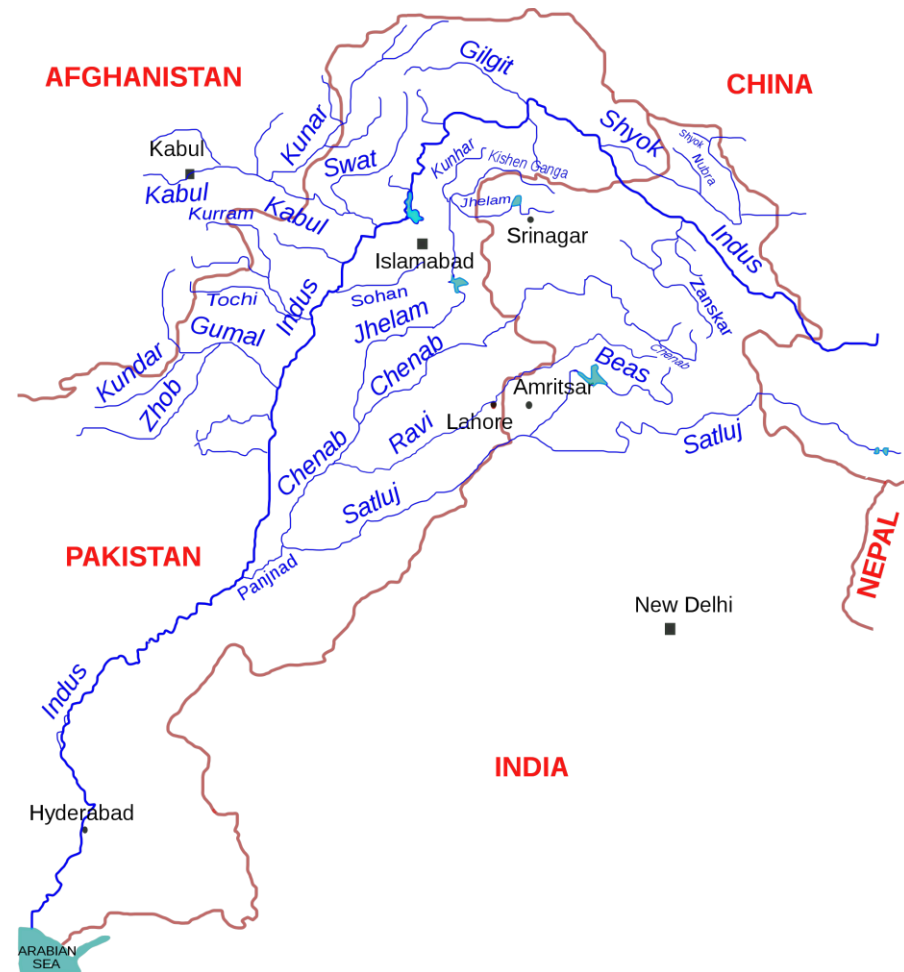 Gilgit
AFGHANISTAN
CHINA
Kunar
Shyok
Shyok
Nubra
Kabul
Swat
Kunhar
Kishen Ganga
Kabul
Kabul
Kurram
Jhelam
Srinagar
Indus
Islamabad
Zanskar
Tochi
Indus
Sohan
Gumal
Jhelam
Chenab
Chenab
Beas
Kundar
Zhob
Amritsar
Lahore
Ravi
Satluj
Chenab
Satluj
PAKISTAN
Panjnad
NEPAL
New Delhi
Indus
INDIA
Hyderabad
ARABIAN
SEA